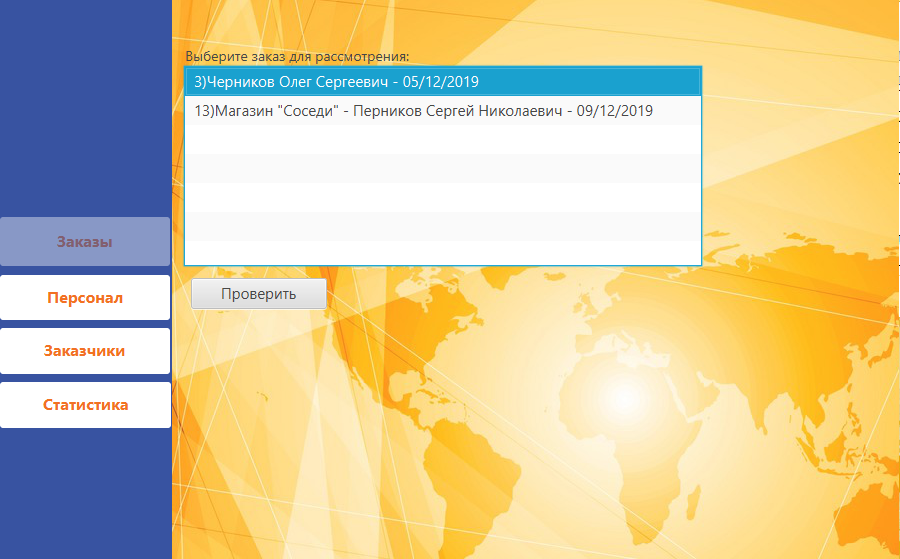 Выберите заказ для рассмотрения:
3)Черников Олег Сергеевич - 05/12/2019
13)Магазин "Соседи" - Перников Сергей Николаевич - 09/12/2019
Проверить
Заказы
Персонал
Заказчики
Статистика